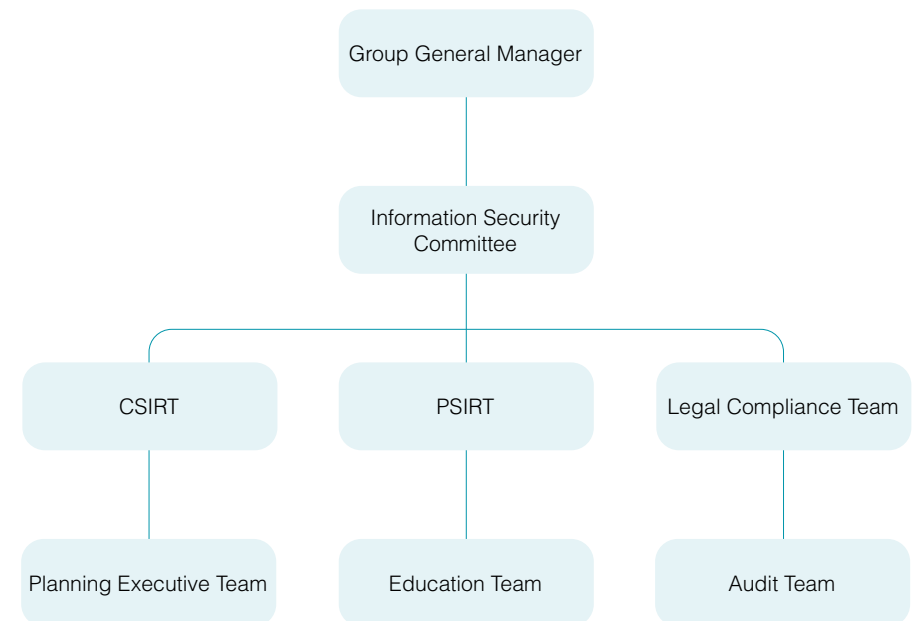 Group General Manager
Information Security
Committee
CSIRT
PSIRT
Legal Compliance Team
Planning Executive Team
Education Team
Audit Team